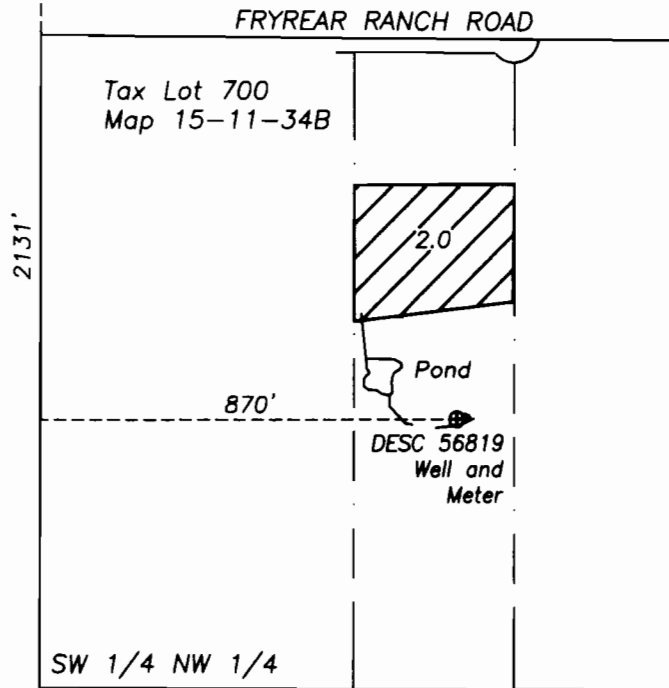 FRYREAR RANCH ROAD
Tax Lot 700
Map 15-11-34B
2131'
2.0
Pond
870'
DESC 56819
Well and
Meter
SW 1/4 NW 1/4